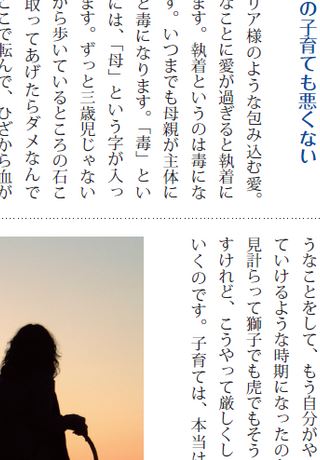 の子育ても悪くない
リア様のような包み込む愛。
なことに愛が過ぎると執着に
ます。執着というのは毒にな
す。いつまでも母親が主体に
と毒になります。「毒」とい
には、「母」という字が入っ
ます。ずっと三歳児じゃない
から歩いているところの石こ
取ってあげたらダメなんで
こで転んで、ひざから血が
うなことをして、もう自分がや
ていけるような時期になったの
見計らって獅子でも虎でもそう
すけれど、こうやって厳しくし
いくのです。子育ては、本当は